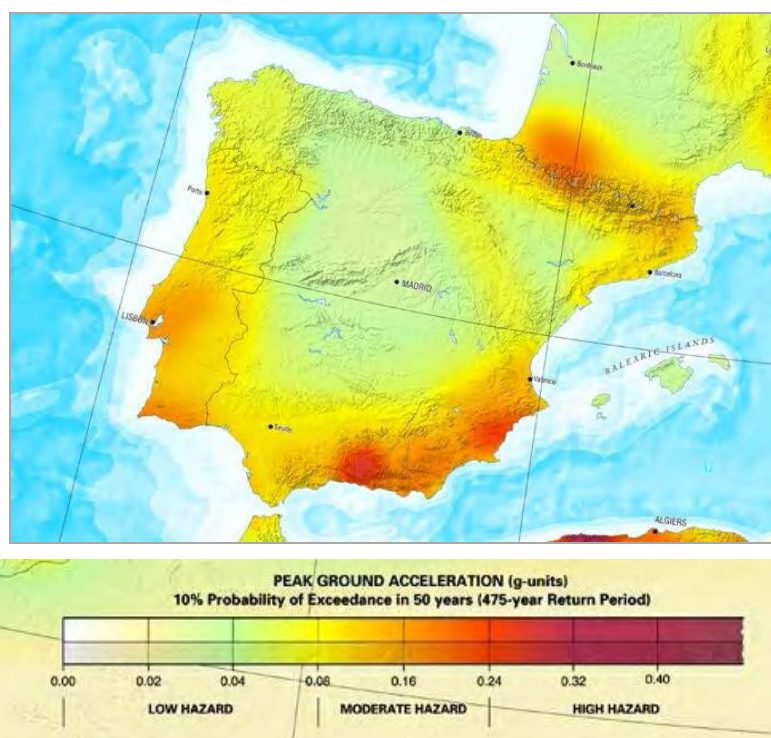 Bordeaux
Bilbao
Porto
MADRID
Barcelona
LISBON
BALEARIC ISLANDS
Valencia
Seville
ALGIERS
PEAK GROUND ACCELERATION (g-units)
10% Probability of Exceedance in 50 years (475-year Return Period)
0.00 0.02 0.04 0.08 0.16 0.24 0.32 0.40
LOW HAZARD MODERATE HAZARD HIGH HAZARD